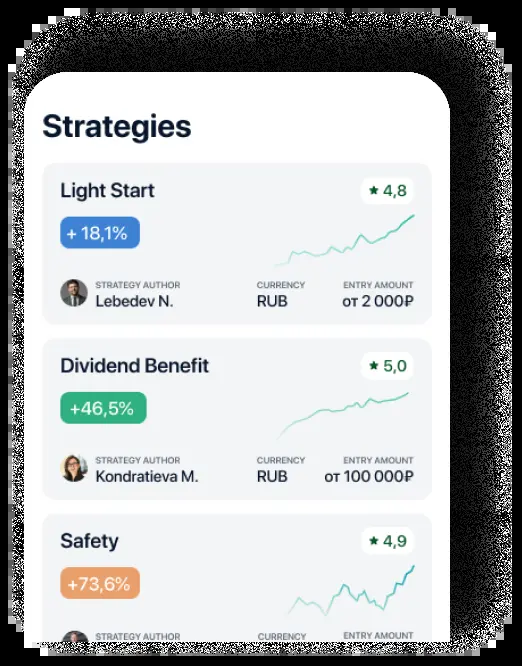 Strategies
Light Start
★ 4,8
+ 18,1%
STRATEGY AUTHOR
Lebedev N.
CURRENCY
RUB
ENTRY AMOUNT
от 2 000₽
Dividend Benefit
★ 5,0
+46,5%
STRATEGY AUTHOR
Kondratieva M.
CURRENCY
RUB
ENTRY AMOUNT
от 100 000₽
Safety
★ 4,9
+73,6%
STRATEGY AUTHOR
CURRENCY
ENTRY AMOUNT